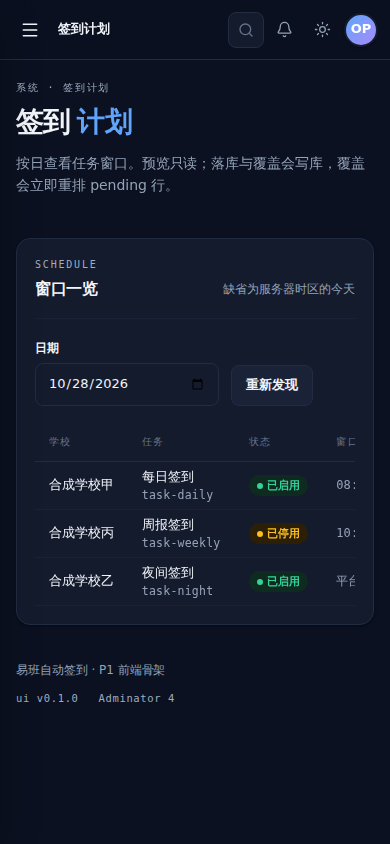 签到计划
OP
系统 · 签到计划
签到 计划
按日查看任务窗口。预览只读；落库与覆盖会写库，覆盖
会立即重排 pending 行。
SCHEDULE
窗口一览
缺省为服务器时区的今天
日期
10/28/2026
重新发现
学校 任务 状态 窗口
合成学校甲 每日签到 已启用 08:
task-daily
合成学校丙 周报签到 已停用 10:
task-weekly
合成学校乙 夜间签到 已启用 平台
task-night
易班自动签到 · P1 前端骨架
ui v0.1.0 Adminator 4